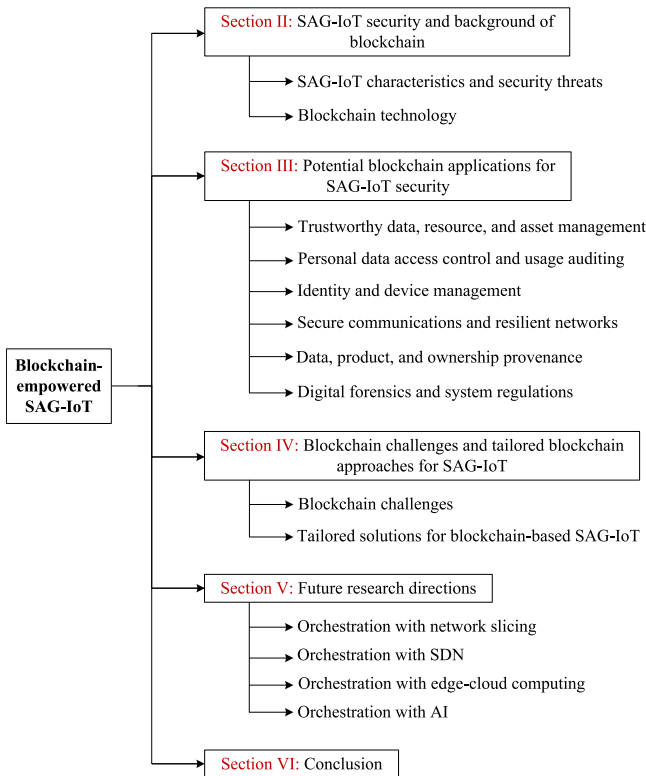 Section II: SAG-IoT security and background of
blockchain
SAG-IoT characteristics and security threats
Blockchain technology
Section III: Potential blockchain applications for
SAG-IoT security
Trustworthy data, resource, and asset management
Personal data access control and usage auditing
Identity and device management
Secure communications and resilient networks
Data, product, and ownership provenance
Digital forensics and system regulations
Blockchain-
empowered
SAG-IoT
Section IV: Blockchain challenges and tailored blockchain
approaches for SAG-IoT
Blockchain challenges
Tailored solutions for blockchain-based SAG-IoT
Section V: Future research directions
Orchestration with network slicing
Orchestration with SDN
Orchestration with edge-cloud computing
Orchestration with AI
Section VI: Conclusion